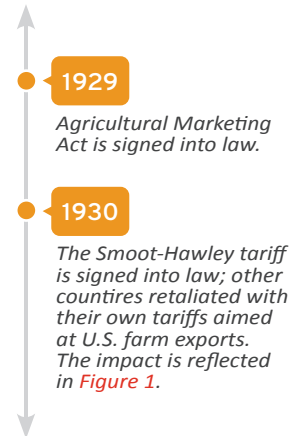 1929
Agricultural Marketing
Act is signed into law.
1930
The Smoot-Hawley tariff
is signed into law; other
countires retaliated with
their own tariffs aimed
at U.S. farm exports.
The impact is reflected
in Figure 1.